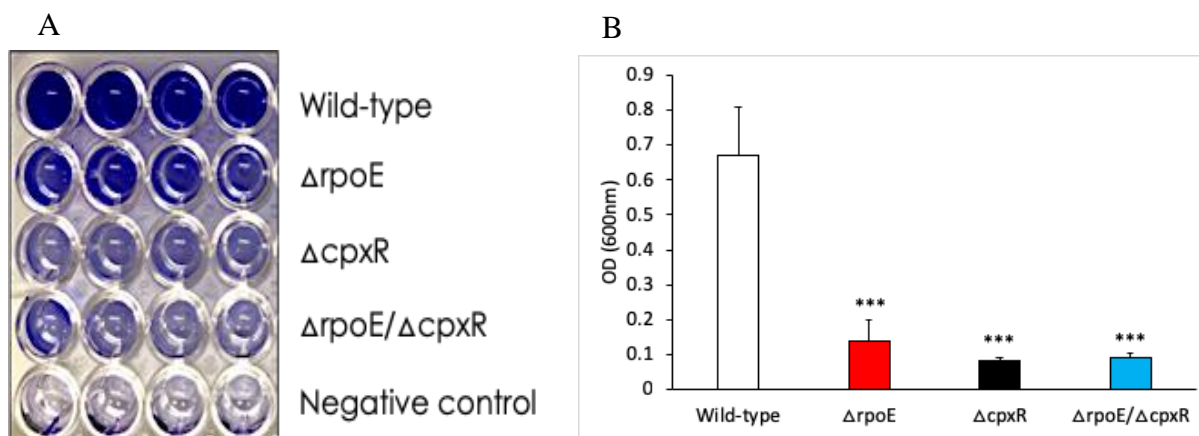 A
Wild-type
ΔrpoE
ΔcpxR
ΔrpoE/ΔcpxR
Negative control
B
0.9
0.8
0.7
0.6
0.5
0.4
0.3
0.2
0.1
0
OD (600nm)
***
***
***
Wild-type
ΔrpoE
ΔcpxR
ΔrpoE/ΔcpxR